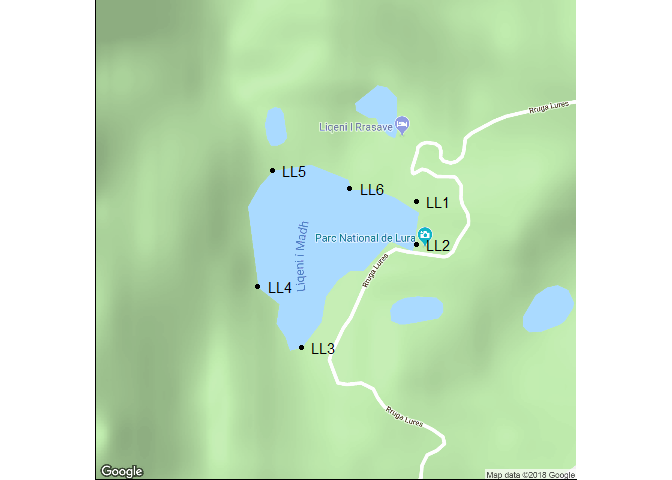 Rruga Lures
Liqeni I Rrasave
LL5
LL6
LL1
Parc National de Lura
LL2
Liqeni i Madh
Rruga Lures
LL4
LL3
Rruga Lures
Google
Map data ©2018 Google